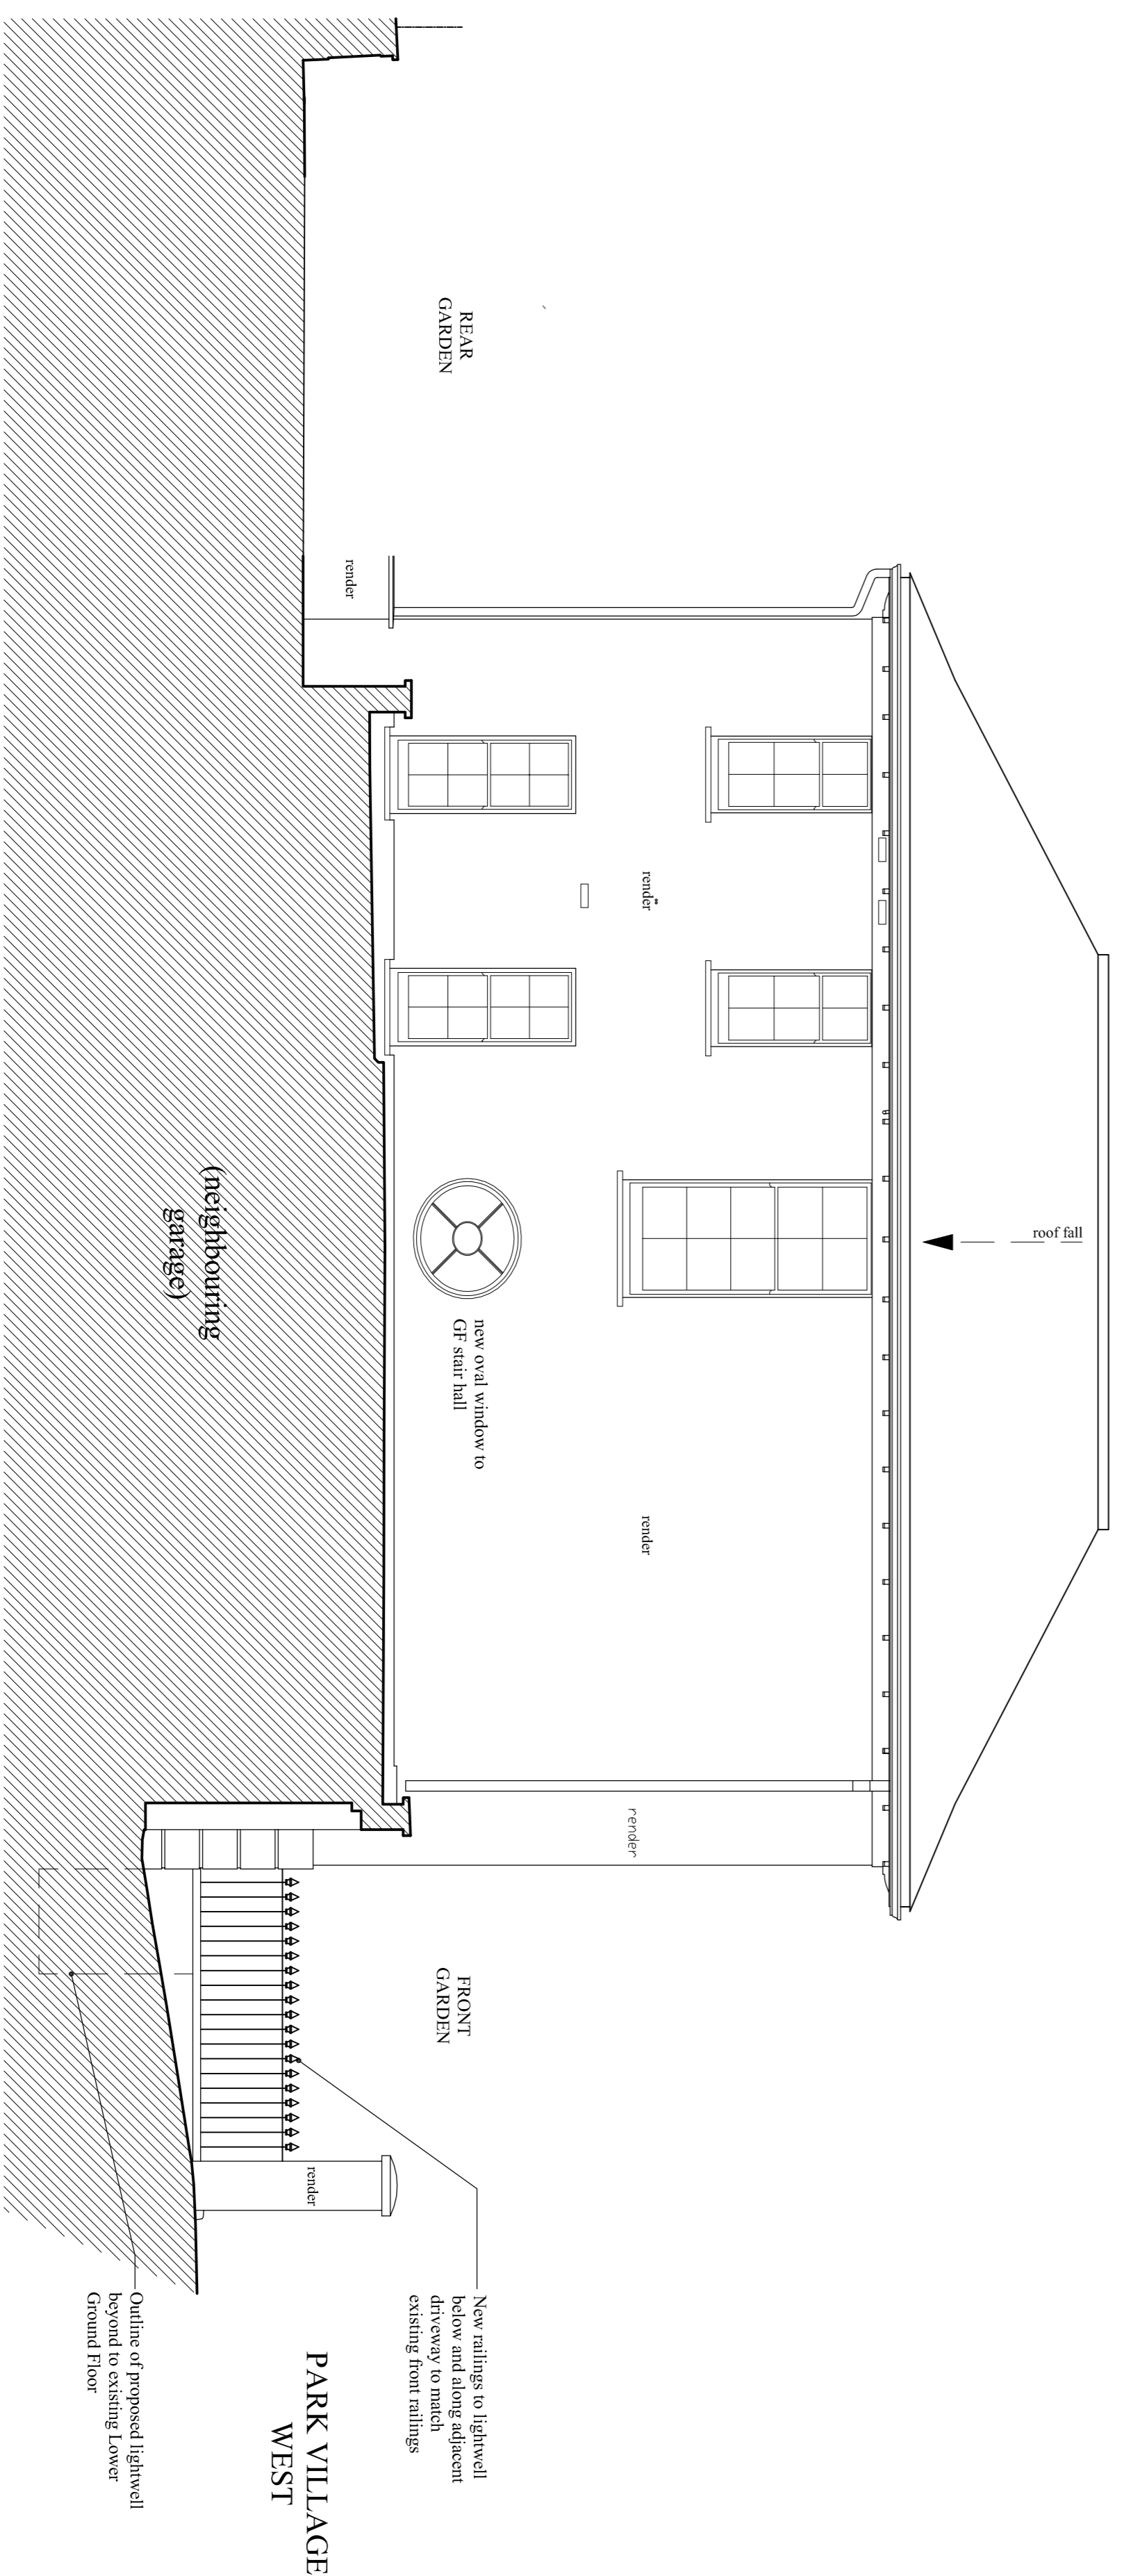 roof fall
REAR
GARDEN
render
render
render
render
new oval window to
GF stair hall
FRONT
GARDEN
(neighbouring
garage)
render
New railings to lightwell
below and along adjacent
driveway to match
existing front railings
PARK VILLAGE
WEST
Outline of proposed lightwell
beyond to existing Lower
Ground Floor